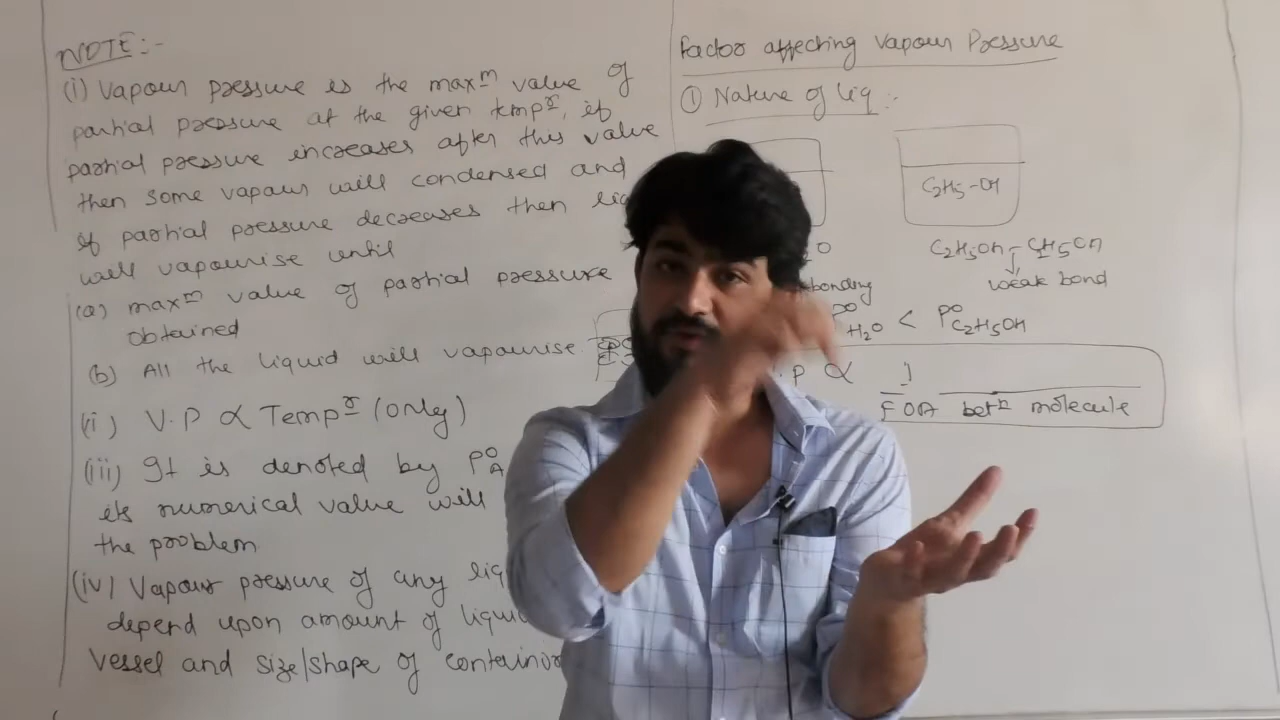 NOTE:-
(i) Vapour pressure is the maxᵐ value of
partial pressure at the given tempʳ, if
partial pressure increases after this value
then some vapour will condensed and
if partial pressure decreases then
will vapourise until
(a) maxᵐ value of partial pressure
obtained
(b) All the liquid will vapourise
(ii) V.P ∝ Tempʳ (only)
(iii) It is denoted by P°A
its numerical value will
the problem
(iv) Vapour pressure of any
depend upon amount of
vessel and size/shape of
Factor affecting Vapour Pressure
① Nature of liq :-
C2H5-OH
C2H5OH - C2H5OH
weak bond
bonding
P°H2O < P°C2H5OH
.P ∝ 1
FOA betⁿ molecule